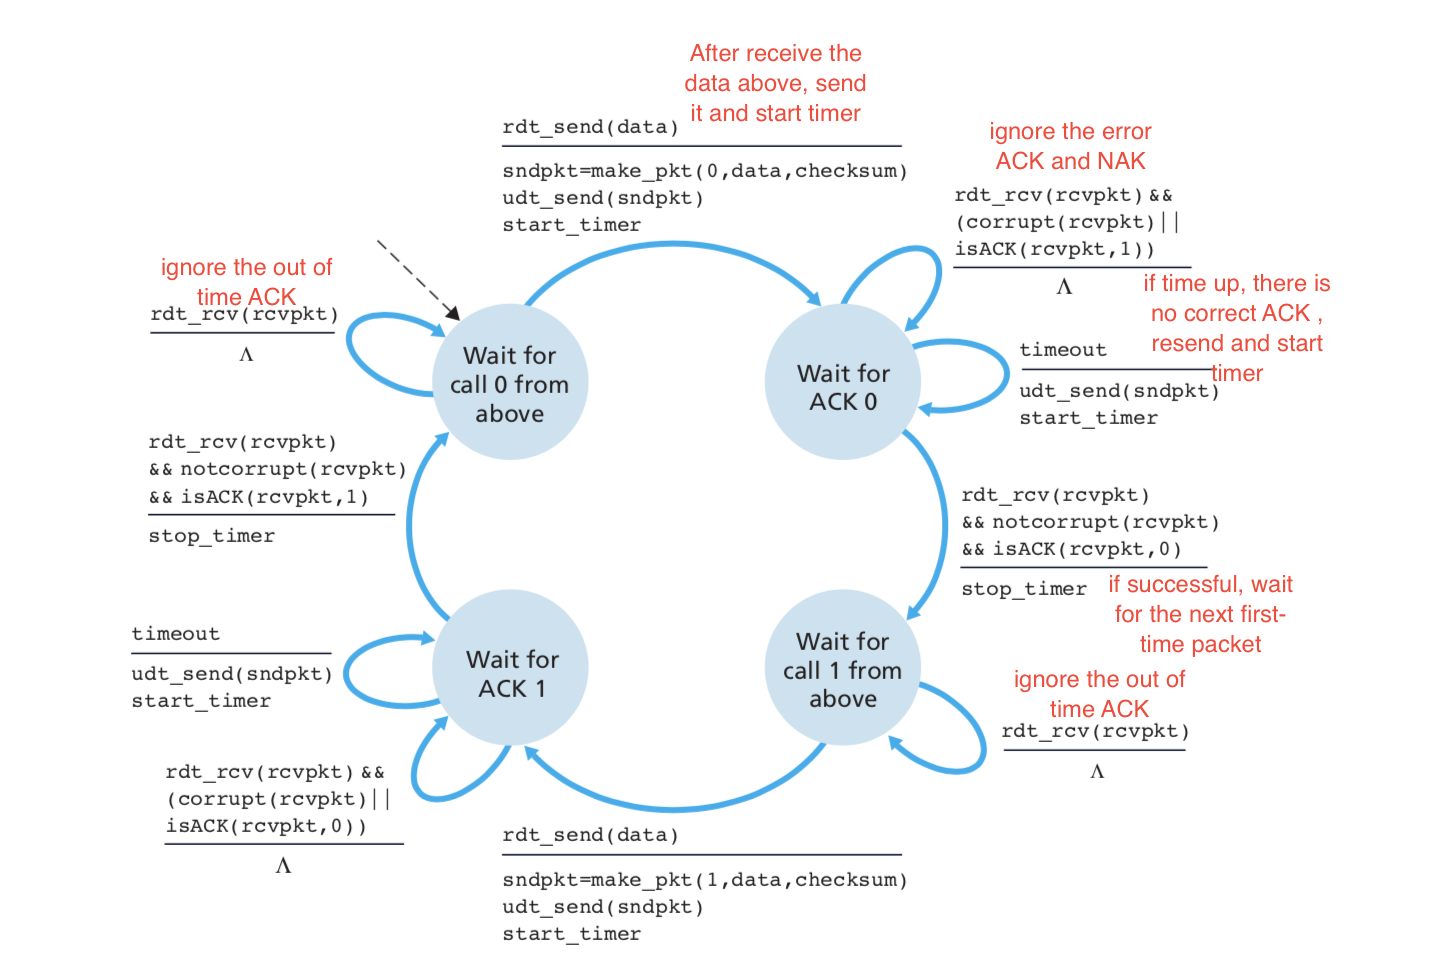 After receive the
data above, send
it and start timer
rdt_send(data)
sndpkt=make_pkt(0,data,checksum)
udt_send(sndpkt)
start_timer
ignore the error
ACK and NAK
rdt_rcv(rcvpkt)&&
(corrupt(rcvpkt)||
isACK(rcvpkt,1))
Λ
ignore the out of
time ACK
rdt_rcv(rcvpkt)
Λ
Wait for
call 0 from
above
Wait for
ACK 0
if time up, there is
no correct ACK ,
resend and start
timer
timeout
udt_send(sndpkt)
start_timer
rdt_rcv(rcvpkt)
&& notcorrupt(rcvpkt)
&& isACK(rcvpkt,1)
stop_timer
rdt_rcv(rcvpkt)
&& notcorrupt(rcvpkt)
&& isACK(rcvpkt,0)
stop_timer
if successful, wait
for the next first-
time packet
timeout
udt_send(sndpkt)
start_timer
Wait for
ACK 1
Wait for
call 1 from
above
ignore the out of
time ACK
rdt_rcv(rcvpkt)
Λ
rdt_rcv(rcvpkt)&&
(corrupt(rcvpkt)||
isACK(rcvpkt,0))
Λ
rdt_send(data)
sndpkt=make_pkt(1,data,checksum)
udt_send(sndpkt)
start_timer